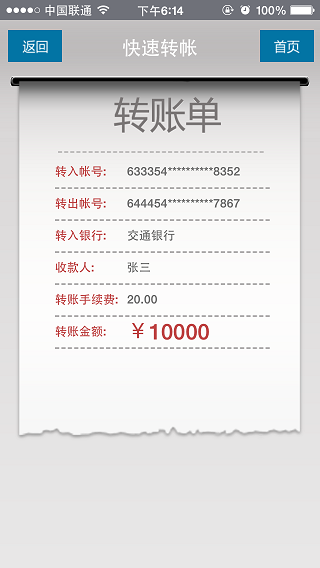 中国联通 下午6:14 100%
返回 快速转帐 首页
转账单
转入帐号: 633354**********8352
转出帐号: 644454**********7867
转入银行: 交通银行
收款人: 张三
转账手续费: 20.00
转账金额: ￥10000